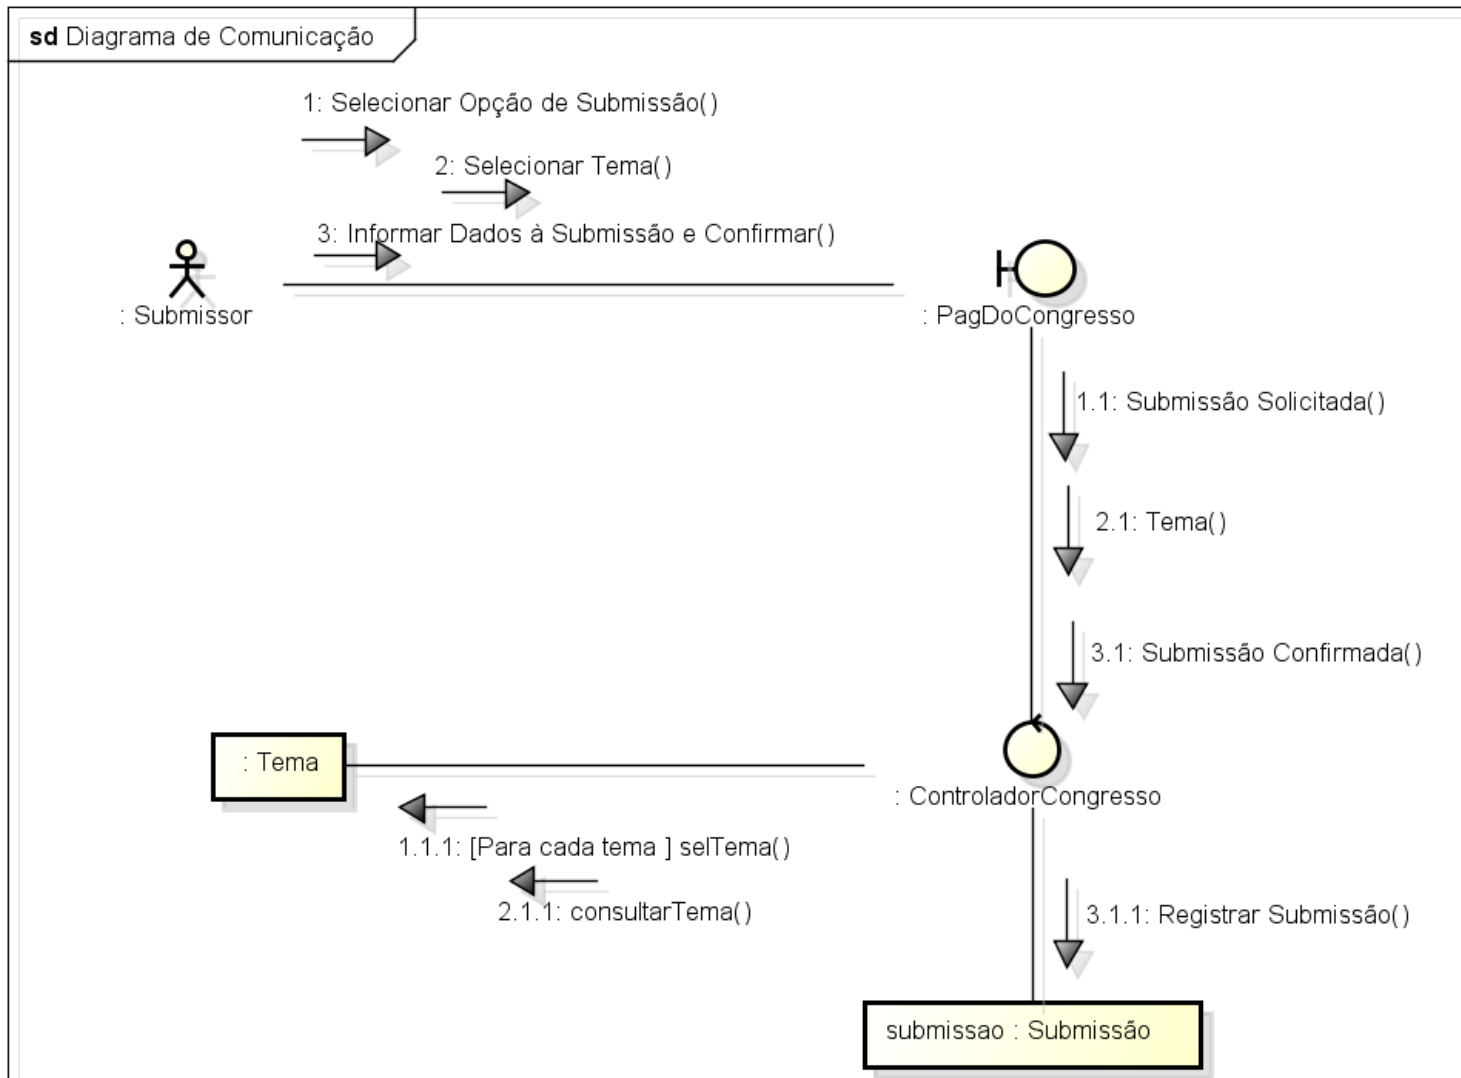 sd Diagrama de Comunicação
1: Selecionar Opção de Submissão()
2: Selecionar Tema()
3: Informar Dados à Submissão e Confirmar()
: Submissor
: PagDoCongresso
1.1: Submissão Solicitada()
2.1: Tema()
3.1: Submissão Confirmada()
: Tema
: ControladorCongresso
1.1.1: [Para cada tema ] selTema()
2.1.1: consultarTema()
3.1.1: Registrar Submissão()
submissao : Submissão